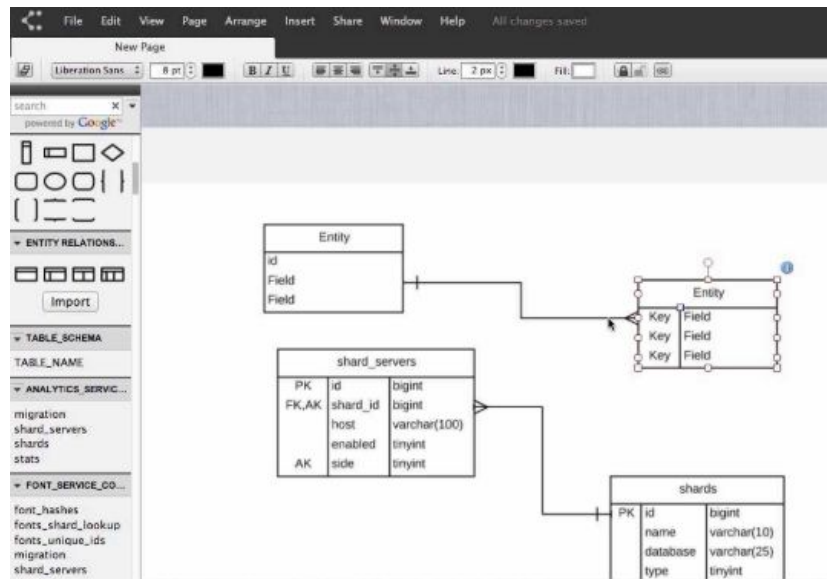 File Edit View Page Arrange Insert Share Window Help All changes saved
New Page
Liberation Sans 8 pt B I U Line: 2 px Fill:
search
powered by Google
ENTITY RELATIONS...
Import
TABLE_SCHEMA
TABLE_NAME
ANALYTICS_SERVIC...
migration
shard_servers
shards
stats
FONT_SERVICE_CO...
font_hashes
fonts_shard_lookup
fonts_unique_ids
migration
shard_servers
Entity
id
Field
Field
Entity
Key Field
Key Field
Key Field
shard_servers
PK id bigint
FK,AK shard_id bigint
host varchar(100)
enabled tinyint
AK side tinyint
shards
PK id bigint
name varchar(10)
database varchar(25)
type tinyint